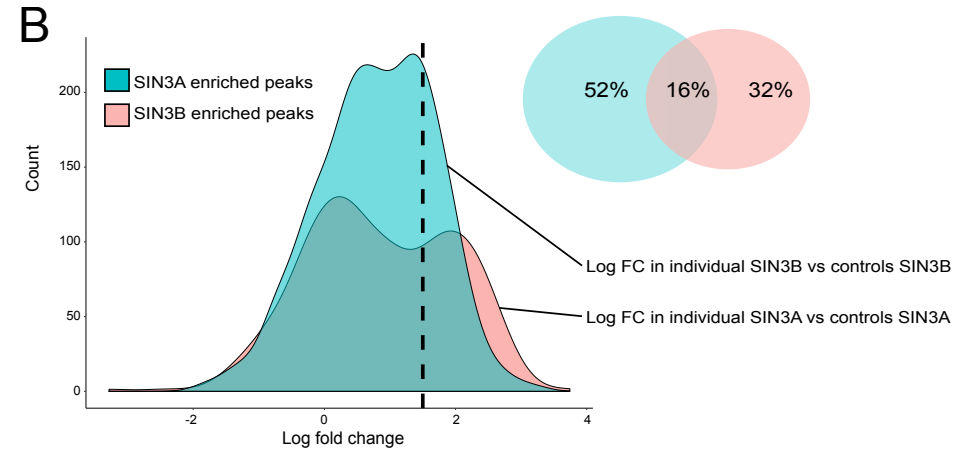 B
SIN3A enriched peaks
SIN3B enriched peaks
52% 16% 32%
Count
200
150
100
50
0
Log FC in individual SIN3B vs controls SIN3B
Log FC in individual SIN3A vs controls SIN3A
-2 0 2 4
Log fold change